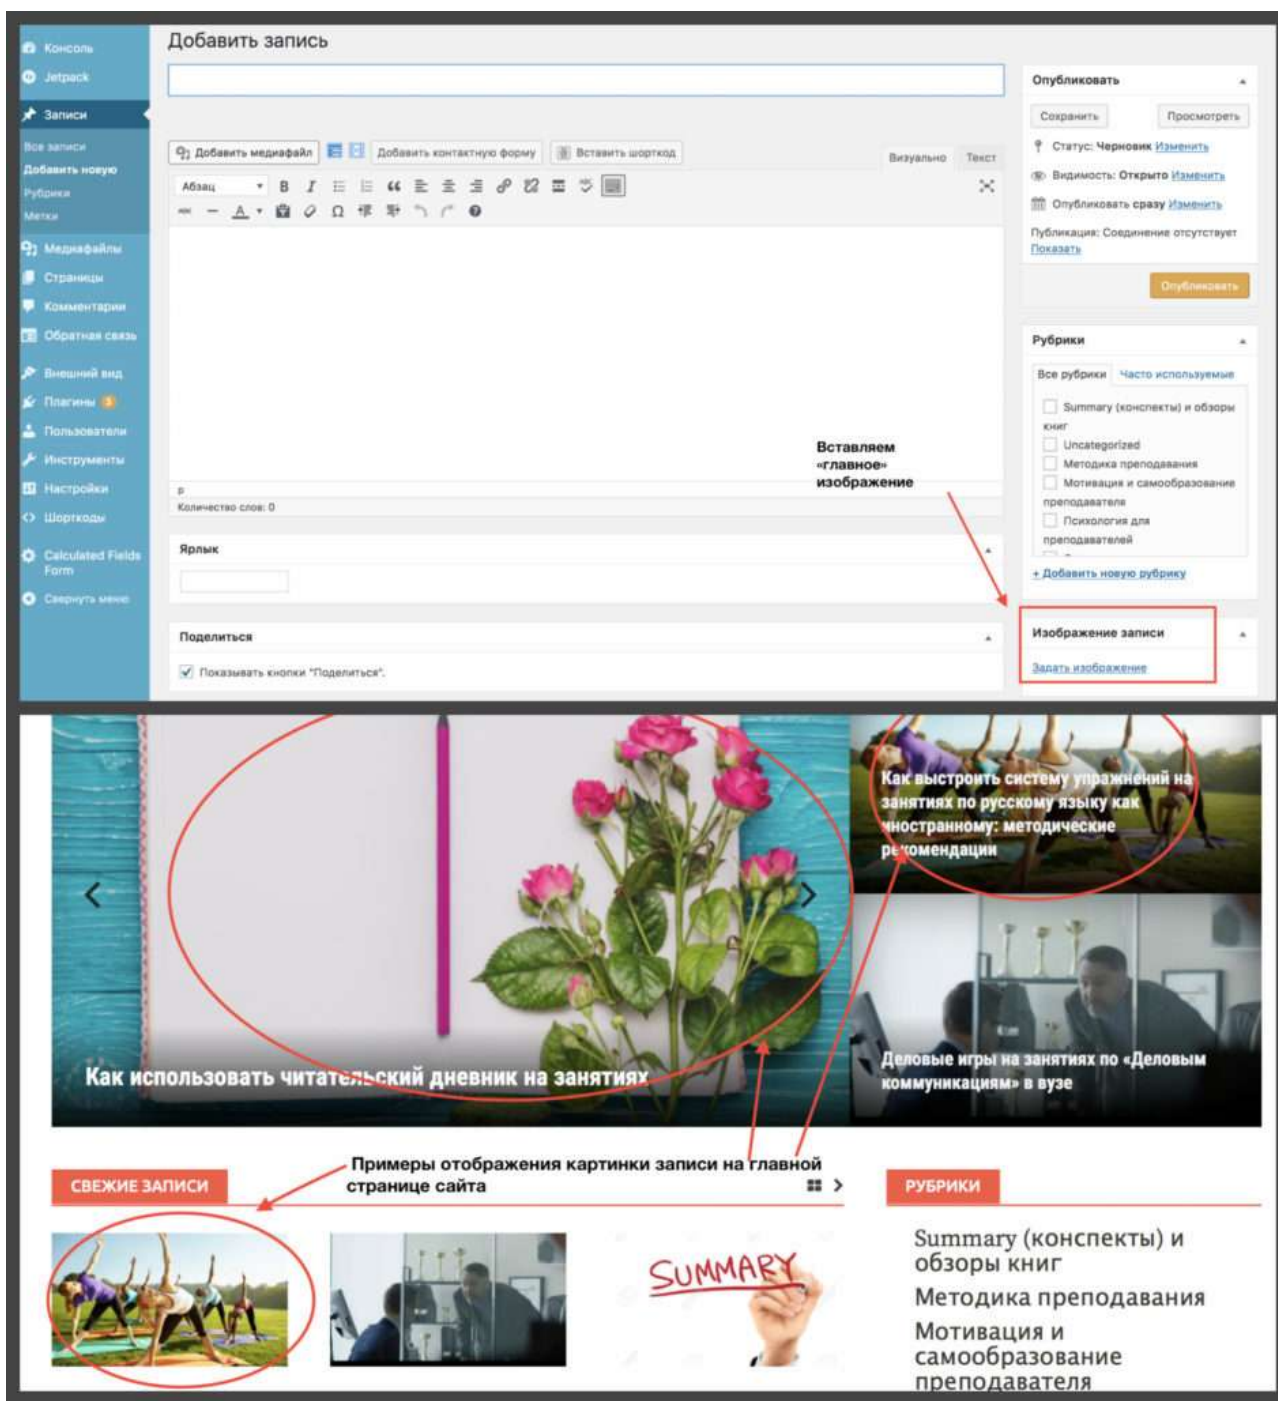 Консоль
Jetpack
Записи
Все записи
Добавить новую
Рубрики
Метки
Медиафайлы
Страницы
Комментарии
Обратная связь
Внешний вид
Плагины 3
Пользователи
Инструменты
Настройки
Шорткоды
Calculated Fields
Form
Свернуть меню
Добавить запись
Добавить медиафайл
Добавить контактную форму
Вставить шорткод
Визуально
Текст
Абзац
Вставляем
«главное»
изображение
p
Количество слов: 0
Ярлык
Поделиться
Показывать кнопки "Поделиться".
Опубликовать
Сохранить
Просмотреть
Статус: Черновик Изменить
Видимость: Открыто Изменить
Опубликовать сразу Изменить
Публикация: Соединение отсутствует
Показать
Опубликовать
Рубрики
Все рубрики
Часто используемые
Summary (конспекты) и обзоры
книг
Uncategorized
Методика преподавания
Мотивация и самообразование
преподавателя
Психология для
преподавателей
+ Добавить новую рубрику
Изображение записи
Задать изображение
Как выстроить систему упражнений на
занятиях по русскому языку как
иностранному: методические
рекомендации
Как использовать читательский дневник на занятиях
Деловые игры на занятиях по «Деловым
коммуникациям» в вузе
Примеры отображения картинки записи на главной
странице сайта
СВЕЖИЕ ЗАПИСИ
SUMMARY
РУБРИКИ
Summary (конспекты) и
обзоры книг
Методика преподавания
Мотивация и
самообразование
преподавателя